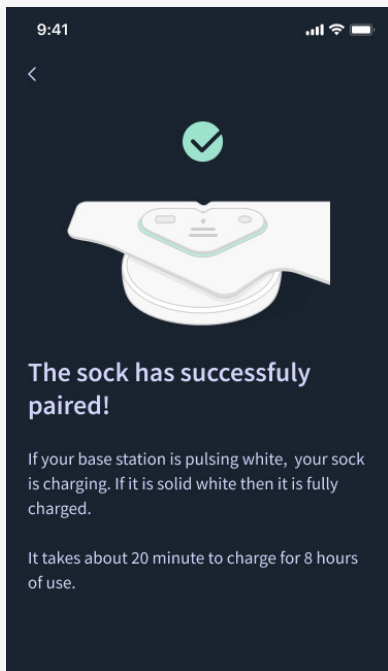 9:41
The sock has successfuly
paired!
If your base station is pulsing white, your sock
is charging. If it is solid white then it is fully
charged.
It takes about 20 minute to charge for 8 hours
of use.